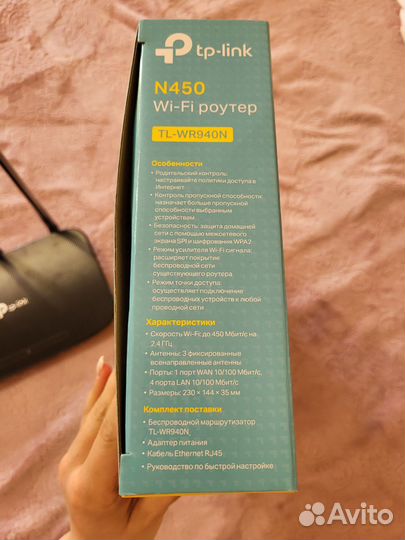 tp-link
N450
Wi-Fi роутер
TL-WR940N
Особенности
• Родительский контроль:
настраивайте политики доступа в
Интернет
• Контроль пропускной способности:
назначает больше пропускной
способности выбранным
устройствам
• Безопасность: защита домашней
сети с помощью межсетевого
экрана SPI и шифрования WPA2
• Режим усилителя Wi-Fi сигнала:
расширяет покрытие
беспроводной сети
существующего роутера
• Режим точки доступа:
осуществляет подключение
беспроводных устройств к любой
проводной сети
Характеристики
• Скорость Wi-Fi: до 450 Мбит/с на
2,4 ГГц
• Антенны: 3 фиксированные
всенаправленные антенны
• Порты: 1 порт WAN 10/100 Мбит/с,
4 порта LAN 10/100 Мбит/с
• Размеры: 230 × 144 × 35 мм
Комплект поставки
• Беспроводной маршрутизатор
TL-WR940N
• Адаптер питания
• Кабель Ethernet RJ45
• Руководство по быстрой настройке
tp-link
Avito